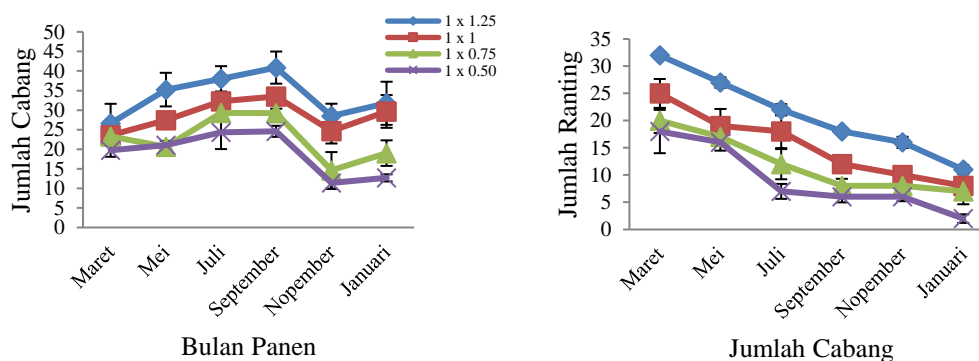 Jumlah Cabang
50
45
40
35
30
25
20
15
10
5
0
1 x 1.25
1 x 1
1 x 0.75
1 x 0.50
Maret
Mei
Juli
September
Nopember
Januari
Bulan Panen
Jumlah Ranting
35
30
25
20
15
10
5
0
Maret
Mei
Juli
September
Nopember
Januari
Jumlah Cabang